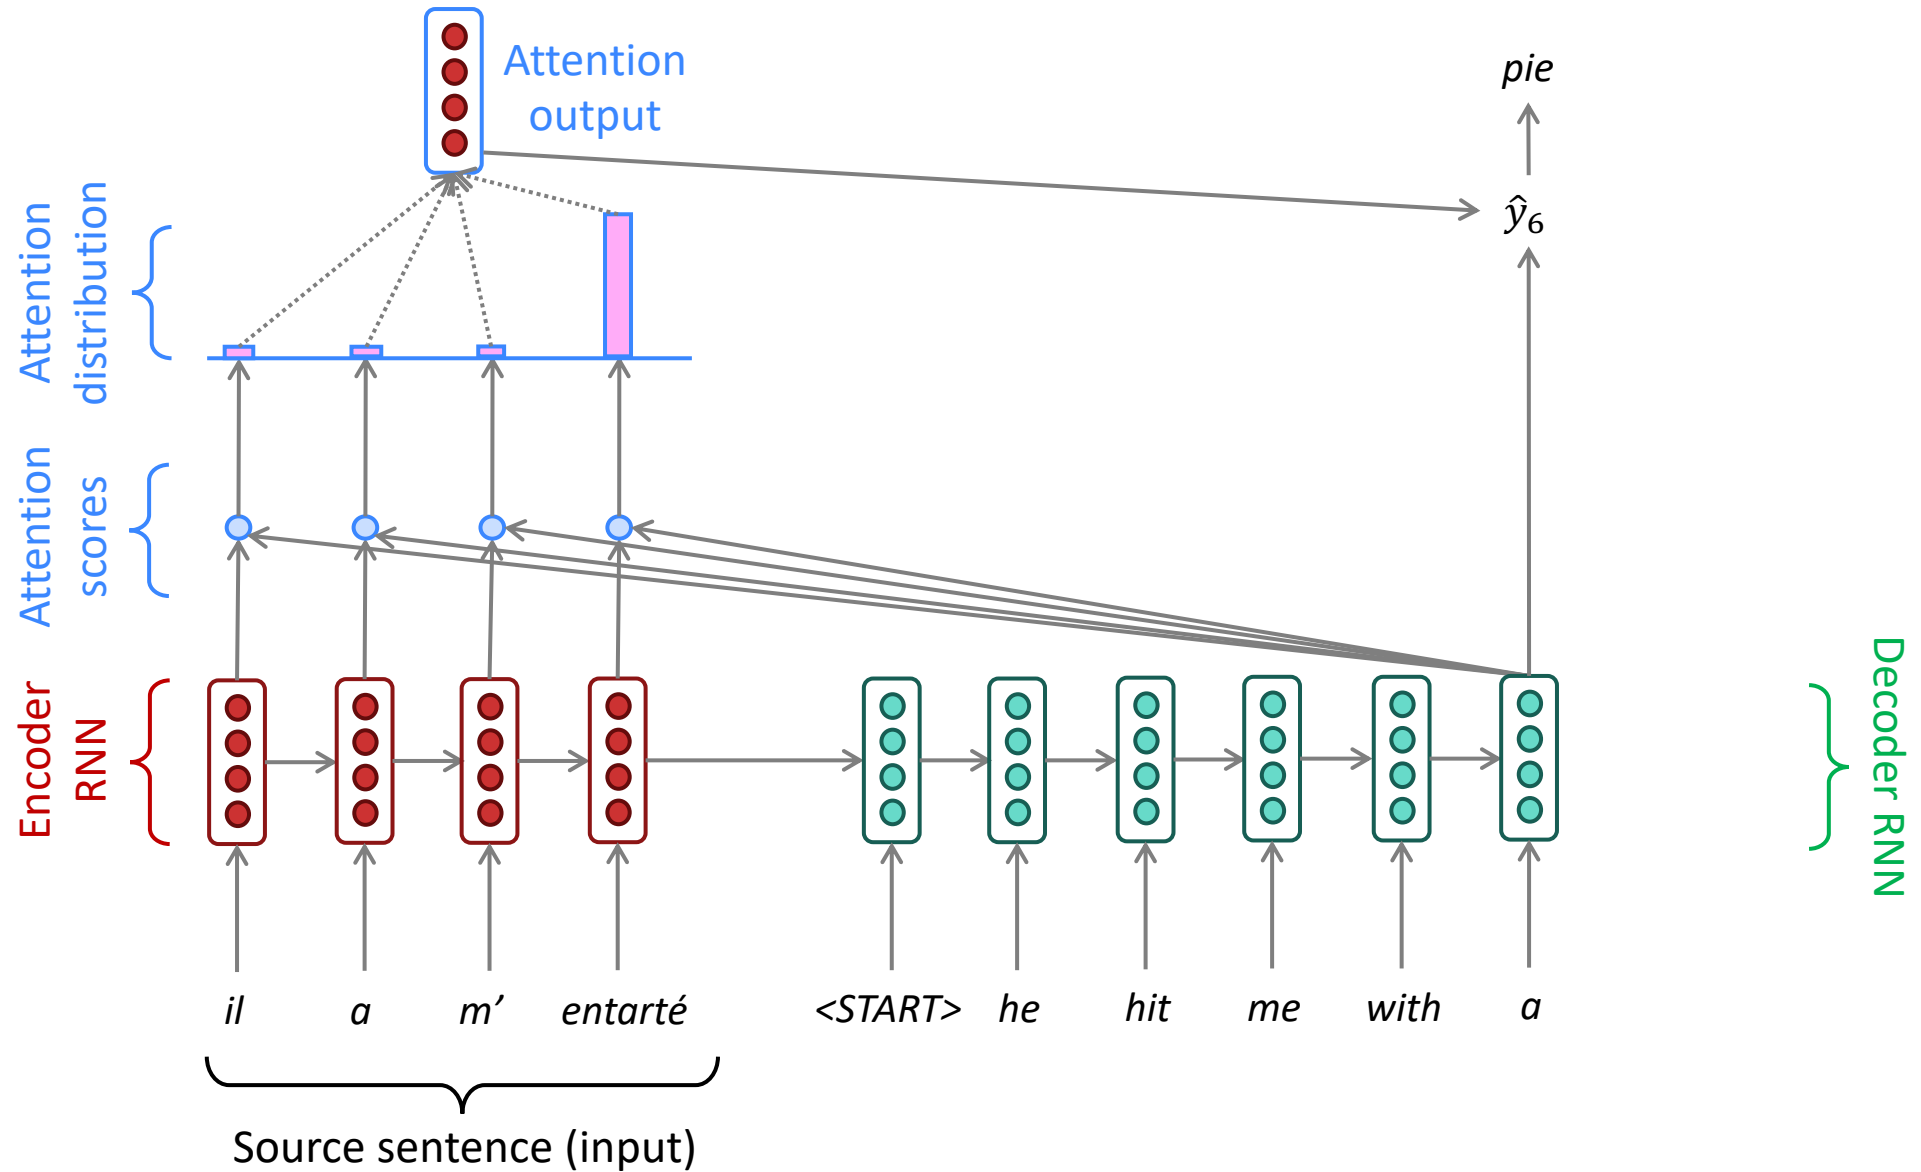 Attention
output
pie
ŷ₆
Attention
distribution
Attention
scores
Encoder
RNN
Decoder RNN
il a m’ entarté <START> he hit me with a
Source sentence (input)